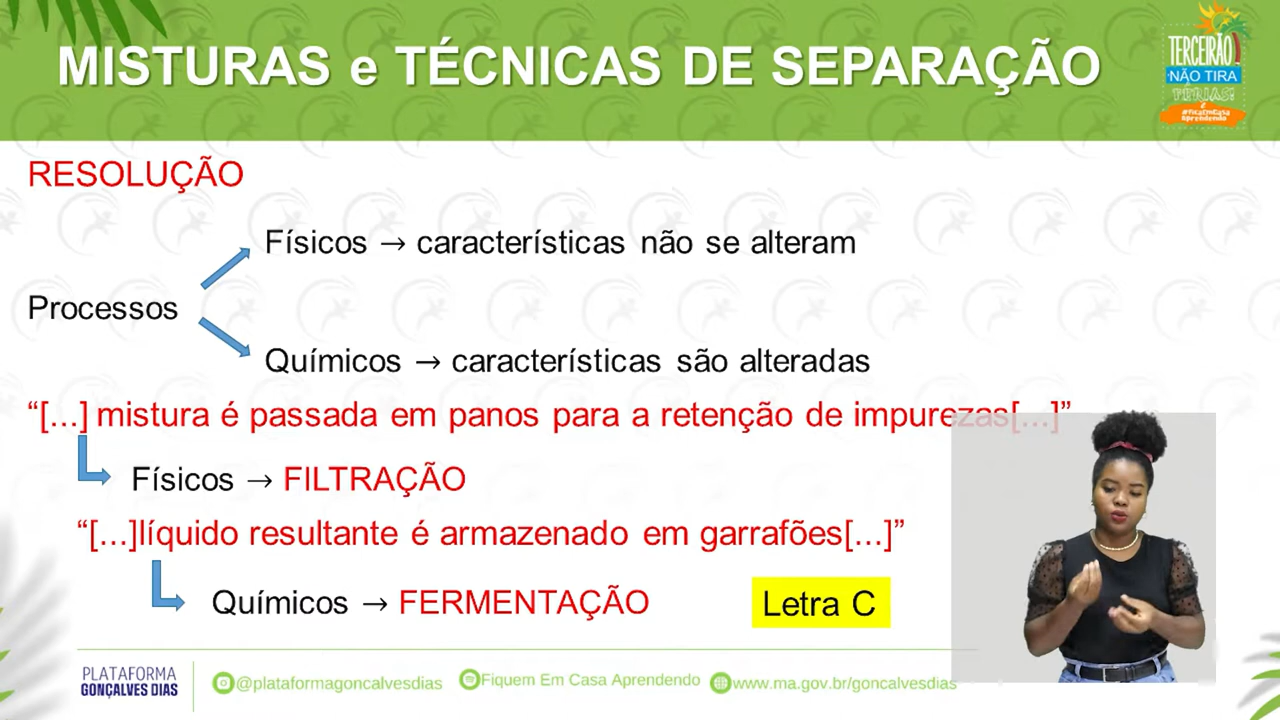 MISTURAS e TÉCNICAS DE SEPARAÇÃO
TERCEIRÃO!
NÃO TIRA
FÉRIAS!
é
#FicaEmCasa
Aprendendo
RESOLUÇÃO
Físicos → características não se alteram
Processos
Químicos → características são alteradas
“[...] mistura é passada em panos para a retenção de impurezas[...]”
Físicos → FILTRAÇÃO
“[...]líquido resultante é armazenado em garrafões[...]”
Químicos → FERMENTAÇÃO
Letra C
PLATAFORMA
GONÇALVES DIAS
@plataformagoncalvesdias
Fiquem Em Casa Aprendendo
www.ma.gov.br/goncalvesdias